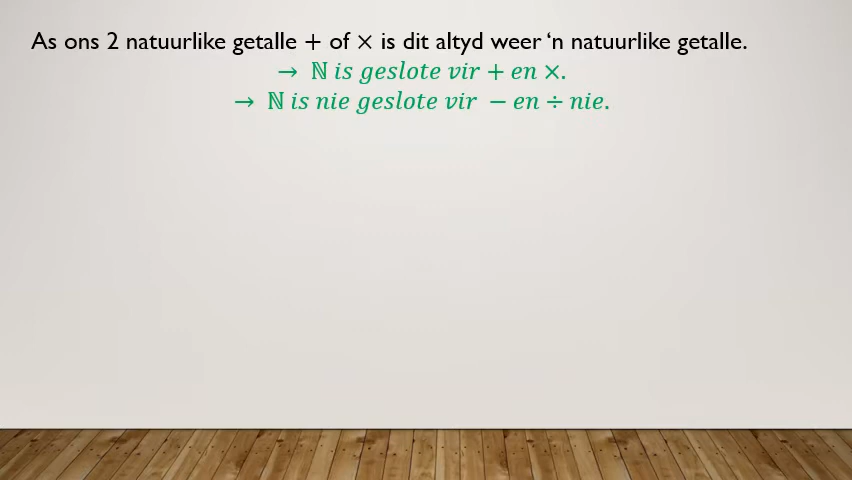 As ons 2 natuurlike getalle + of × is dit altyd weer ‘n natuurlike getalle.
→ ℕ is geslote vir + en ×.
→ ℕ is nie geslote vir − en ÷ nie.